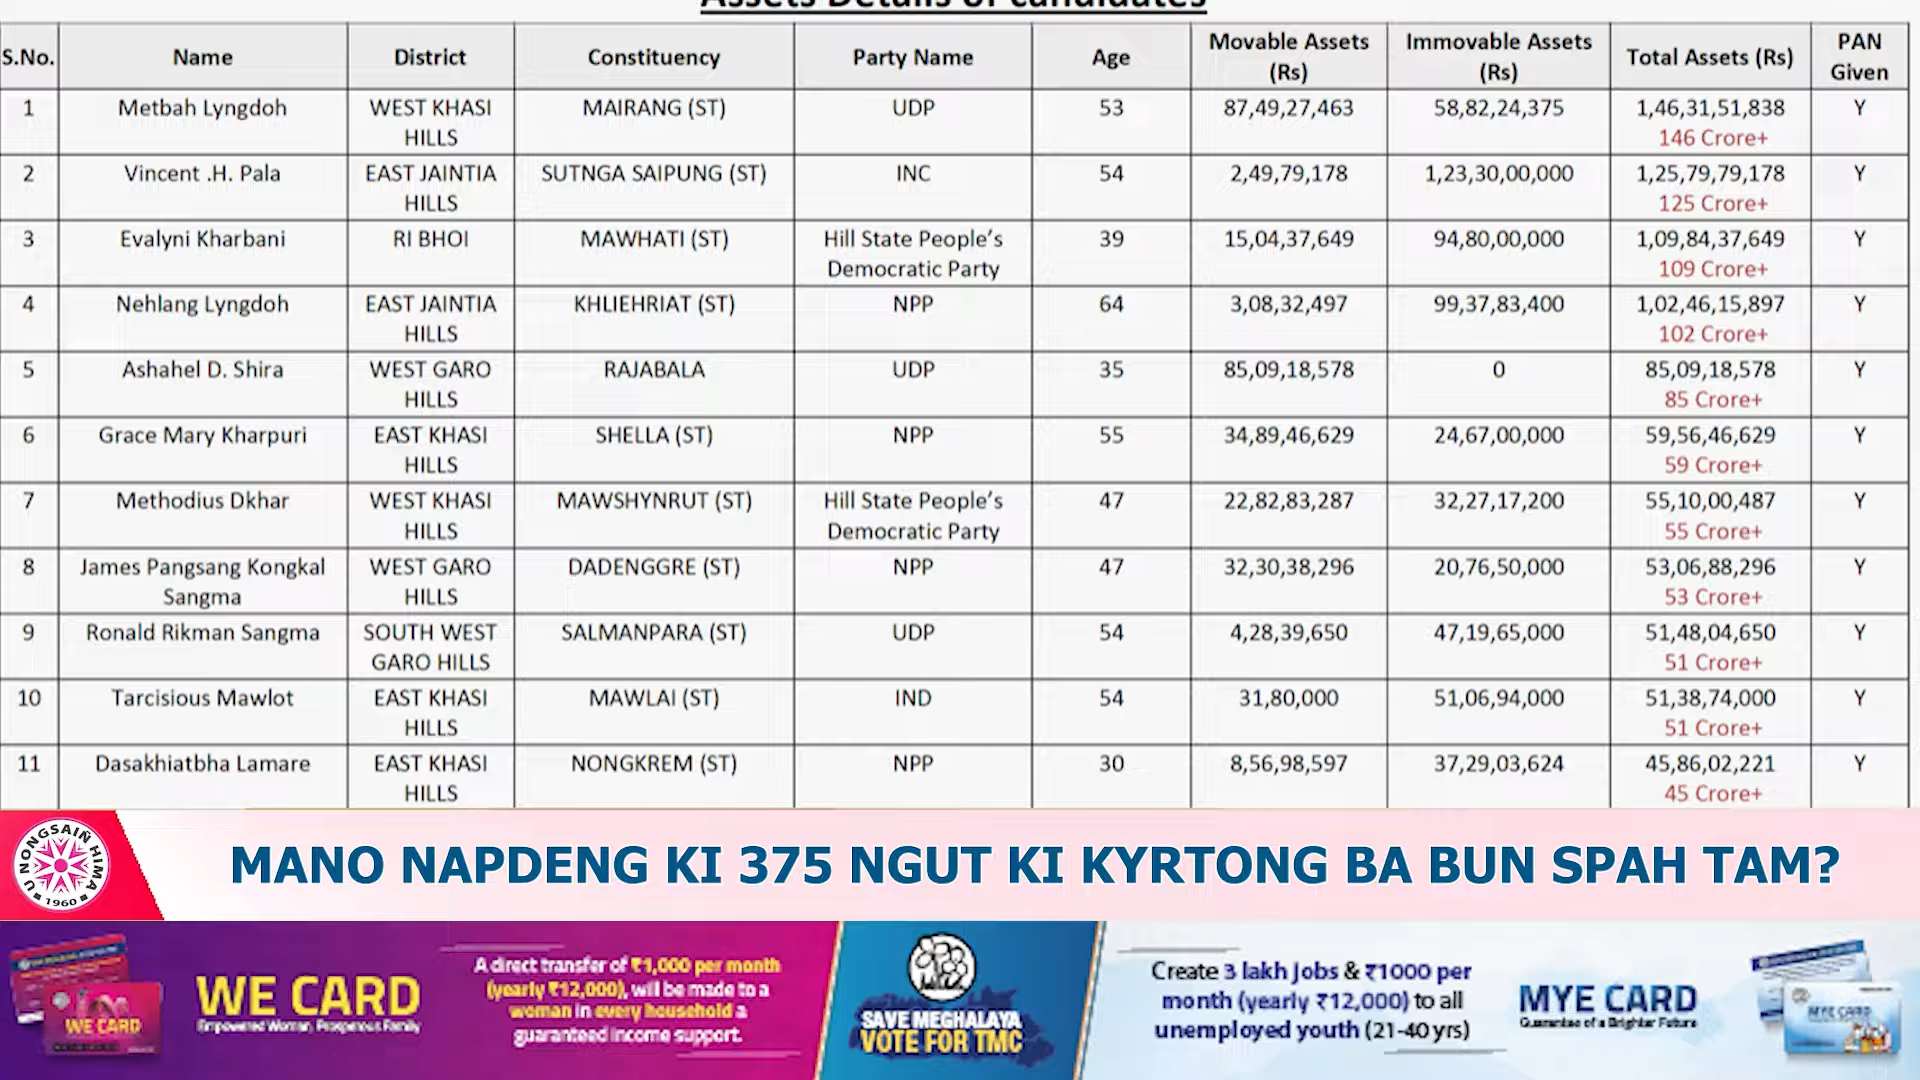 Assets Details of candidates
S.No. Name District Constituency Party Name Age Movable Assets (Rs) Immovable Assets (Rs) Total Assets (Rs) PAN Given
1 Metbah Lyngdoh WEST KHASI HILLS MAIRANG (ST) UDP 53 87,49,27,463 58,82,24,375 1,46,31,51,838 146 Crore+ Y
2 Vincent .H. Pala EAST JAINTIA HILLS SUTNGA SAIPUNG (ST) INC 54 2,49,79,178 1,23,30,00,000 1,25,79,79,178 125 Crore+ Y
3 Evalyni Kharbani RI BHOI MAWHATI (ST) Hill State People’s Democratic Party 39 15,04,37,649 94,80,00,000 1,09,84,37,649 109 Crore+ Y
4 Nehlang Lyngdoh EAST JAINTIA HILLS KHLIEHRIAT (ST) NPP 64 3,08,32,497 99,37,83,400 1,02,46,15,897 102 Crore+ Y
5 Ashahel D. Shira WEST GARO HILLS RAJABALA UDP 35 85,09,18,578 0 85,09,18,578 85 Crore+ Y
6 Grace Mary Kharpuri EAST KHASI HILLS SHELLA (ST) NPP 55 34,89,46,629 24,67,00,000 59,56,46,629 59 Crore+ Y
7 Methodius Dkhar WEST KHASI HILLS MAWSHYNRUT (ST) Hill State People’s Democratic Party 47 22,82,83,287 32,27,17,200 55,10,00,487 55 Crore+ Y
8 James Pangsang Kongkal Sangma WEST GARO HILLS DADENGGRE (ST) NPP 47 32,30,38,296 20,76,50,000 53,06,88,296 53 Crore+ Y
9 Ronald Rikman Sangma SOUTH WEST GARO HILLS SALMANPARA (ST) UDP 54 4,28,39,650 47,19,65,000 51,48,04,650 51 Crore+ Y
10 Tarcisious Mawlot EAST KHASI HILLS MAWLAI (ST) IND 54 31,80,000 51,06,94,000 51,38,74,000 51 Crore+ Y
11 Dasakhiatbha Lamare EAST KHASI HILLS NONGKREM (ST) NPP 30 8,56,98,597 37,29,03,624 45,86,02,221 45 Crore+ Y
U NONGSAIÑ HIMA
1960
MANO NAPDENG KI 375 NGUT KI KYRTONG BA BUN SPAH TAM?
WE CARD
WE CARD
Empowered Woman, Prosperous Family
A direct transfer of ₹1,000 per month
(yearly ₹12,000), will be made to a
woman in every household a
guaranteed income support.
SAVE MEGHALAYA
VOTE FOR TMC
Create 3 lakh Jobs & ₹1000 per
month (yearly ₹12,000) to all
unemployed youth (21-40 yrs)
MYE CARD
Guarantee of a Brighter Future
MYE CARD